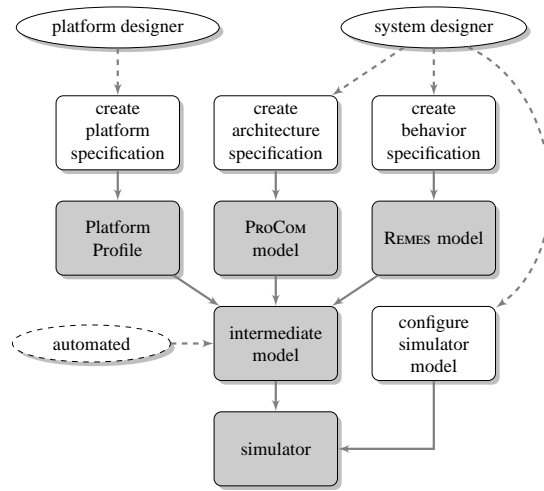 platform designer
system designer
create
platform
specification
create
architecture
specification
create
behavior
specification
Platform
Profile
PROCOM
model
REMES model
automated
intermediate
model
configure
simulator
model
simulator